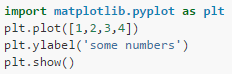 import matplotlib.pyplot as plt
plt.plot([1,2,3,4])
plt.ylabel('some numbers')
plt.show()